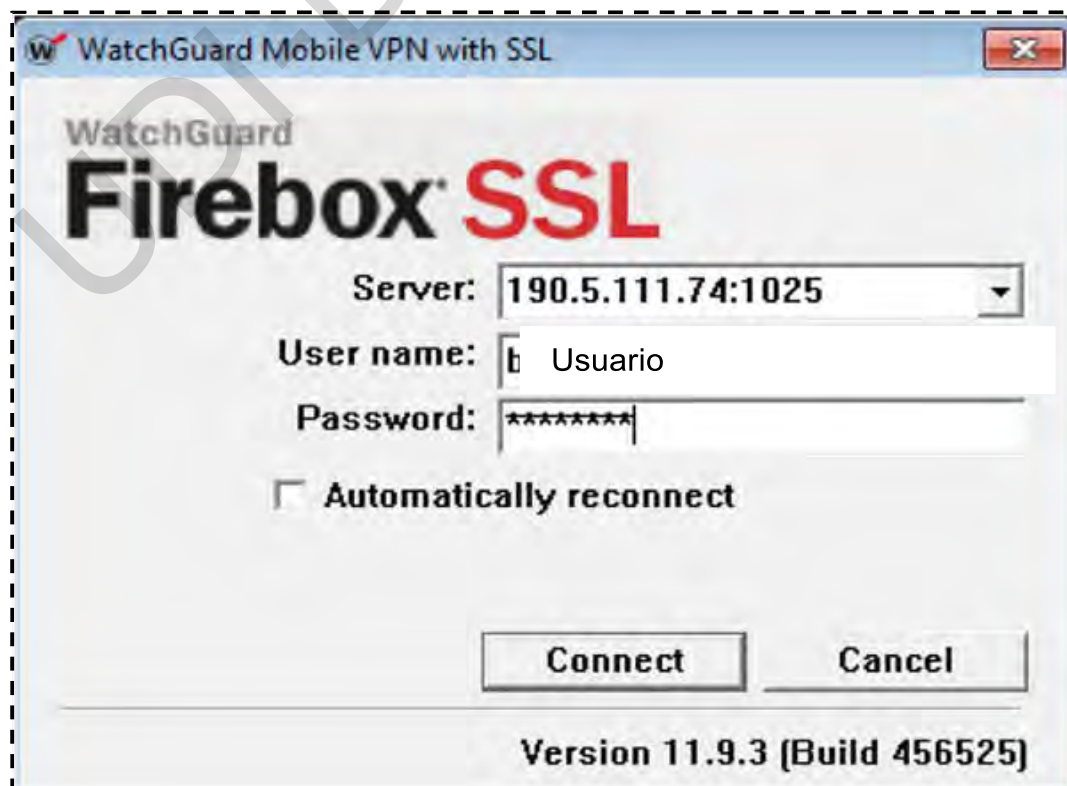 WatchGuard Mobile VPN with SSL
WatchGuard
Firebox SSL
Server: 190.5.111.74:1025
User name: b Usuario
Password: ********
Automatically reconnect
Connect Cancel
Version 11.9.3 (Build 456525)